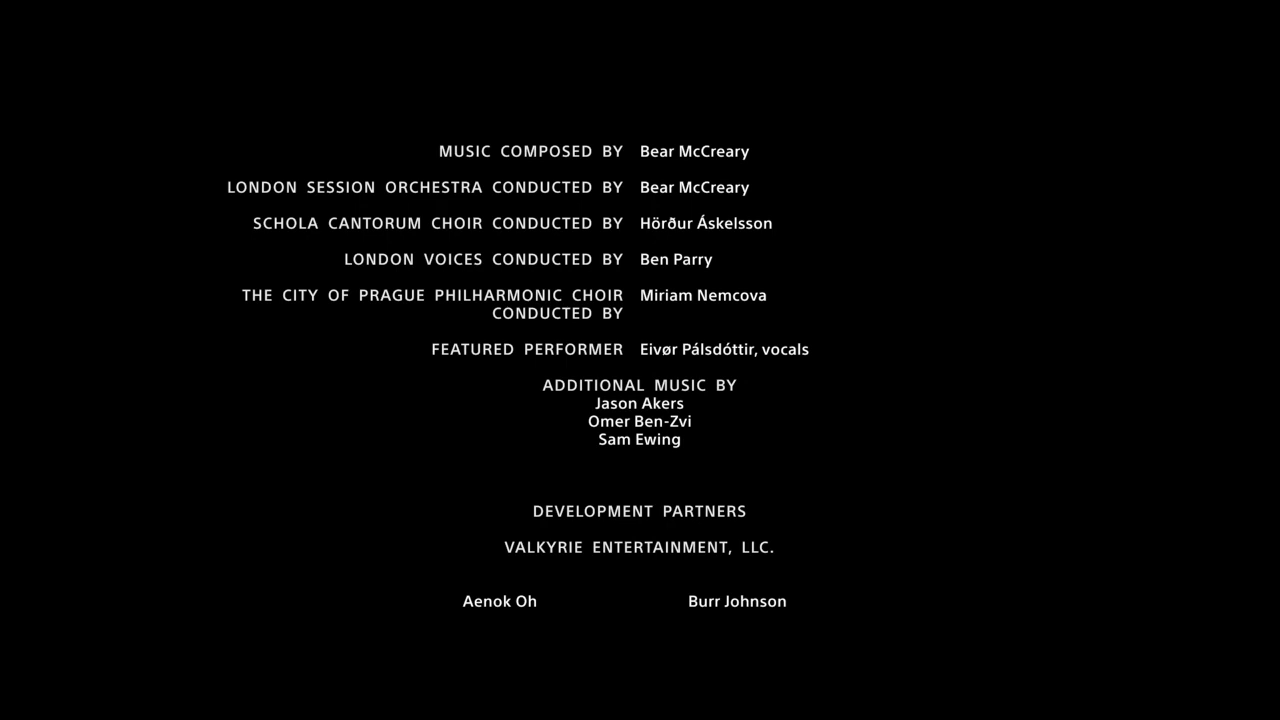 MUSIC COMPOSED BY Bear McCreary
LONDON SESSION ORCHESTRA CONDUCTED BY Bear McCreary
SCHOLA CANTORUM CHOIR CONDUCTED BY Hörður Áskelsson
LONDON VOICES CONDUCTED BY Ben Parry
THE CITY OF PRAGUE PHILHARMONIC CHOIR Miriam Nemcova
CONDUCTED BY
FEATURED PERFORMER Eivør Pálsdóttir, vocals
ADDITIONAL MUSIC BY
Jason Akers
Omer Ben-Zvi
Sam Ewing
DEVELOPMENT PARTNERS
VALKYRIE ENTERTAINMENT, LLC.
Aenok Oh Burr Johnson